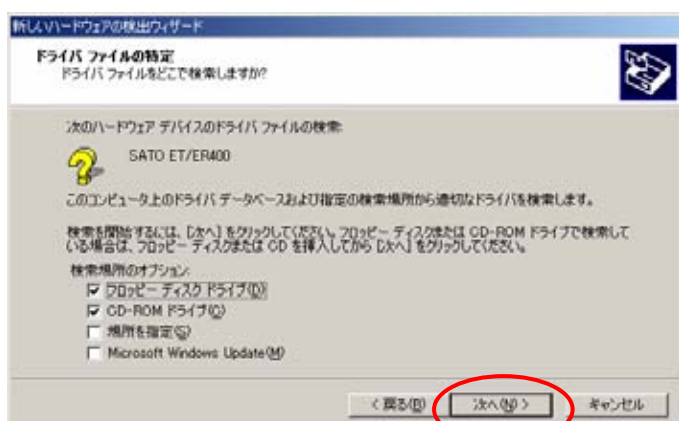 新しいハードウェアの検出ウィザード
ドライバ ファイルの特定
ドライバ ファイルをどこで検索しますか?
次のハードウェア デバイスのドライバ ファイルの検索:
SATO ET/ER400
このコンピュータ上のドライバ データベースおよび指定の検索場所から適切なドライバを検索します。
検索を開始するには、[次へ] をクリックしてください。フロッピー ディスクまたは CD-ROM ドライブで検索して
いる場合は、フロッピー ディスクまたは CD を挿入してから [次へ] をクリックしてください。
検索場所のオプション:
フロッピー ディスク ドライブ(D)
CD-ROM ドライブ(C)
場所を指定(S)
Microsoft Windows Update(M)
< 戻る(B)
次へ(N) >
キャンセル